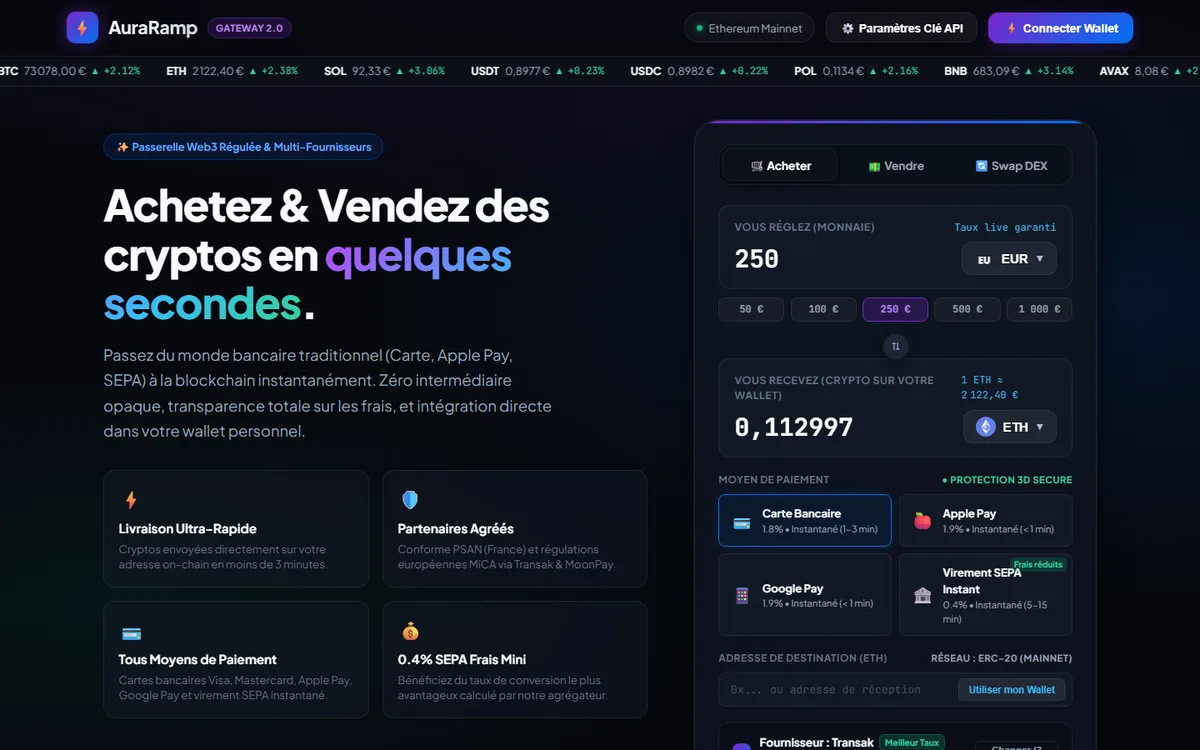 AuraRamp GATEWAY 2.0 Ethereum Mainnet Paramètres Clé API Connecter Wallet
BTC 73 078,00 € ▲ +2.12% ETH 2 122,40 € ▲ +2.38% SOL 92,33 € ▲ +3.06% USDT 0,8977 € ▲ +0.23% USDC 0,8982 € ▲ +0.22% POL 0,1134 € ▲ +2.16% BNB 683,09 € ▲ +3.14% AVAX 8,08 € ▲ +2
Passerelle Web3 Régulée & Multi-Fournisseurs
Achetez & Vendez des
cryptos en quelques
secondes.
Passez du monde bancaire traditionnel (Carte, Apple Pay,
SEPA) à la blockchain instantanément. Zéro intermédiaire
opaque, transparence totale sur les frais, et intégration directe
dans votre wallet personnel.
Livraison Ultra-Rapide
Cryptos envoyées directement sur votre
adresse on-chain en moins de 3 minutes.
Partenaires Agréés
Conforme PSAN (France) et régulations
européennes MiCA via Transak & MoonPay.
Tous Moyens de Paiement
Cartes bancaires Visa, Mastercard, Apple Pay,
Google Pay et virement SEPA instantané.
0.4% SEPA Frais Mini
Bénéficiez du taux de conversion le plus
avantageux calculé par notre agrégateur.
Acheter Vendre Swap DEX
VOUS RÉGLEZ (MONNAIE) Taux live garanti
250 EU EUR ▼
50 € 100 € 250 € 500 € 1 000 €
⇅
VOUS RECEVEZ (CRYPTO SUR VOTRE
WALLET)
1 ETH ≈
2 122,40 €
0,112997 ETH ▼
MOYEN DE PAIEMENT ● PROTECTION 3D SECURE
Carte Bancaire
1.8% • Instantané (1-3 min)
Apple Pay
1.9% • Instantané (< 1 min)
Google Pay
1.9% • Instantané (< 1 min)
Frais réduits
Virement SEPA
Instant
0.4% • Instantané (5-15
min)
ADRESSE DE DESTINATION (ETH) RÉSEAU : ERC-20 (MAINNET)
0x... ou adresse de réception Utiliser mon Wallet
Fournisseur : Transak Meilleur Taux